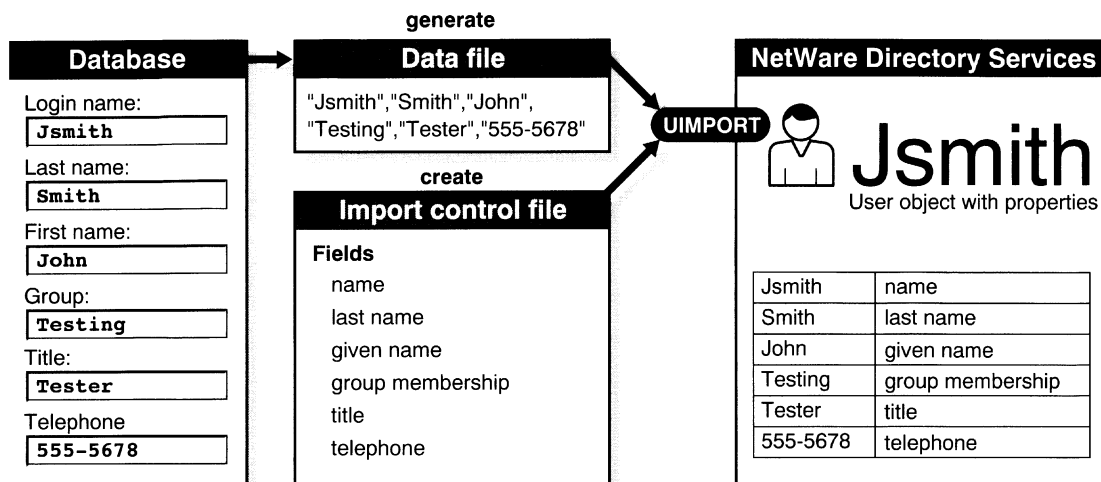 Database
Login name:
Jsmith
Last name:
Smith
First name:
John
Group:
Testing
Title:
Tester
Telephone
555-5678
generate
Data file
"Jsmith","Smith","John",
"Testing","Tester","555-5678"
create
Import control file
Fields
name
last name
given name
group membership
title
telephone
UIMPORT
NetWare Directory Services
Jsmith
User object with properties
Jsmith name
Smith last name
John given name
Testing group membership
Tester title
555-5678 telephone